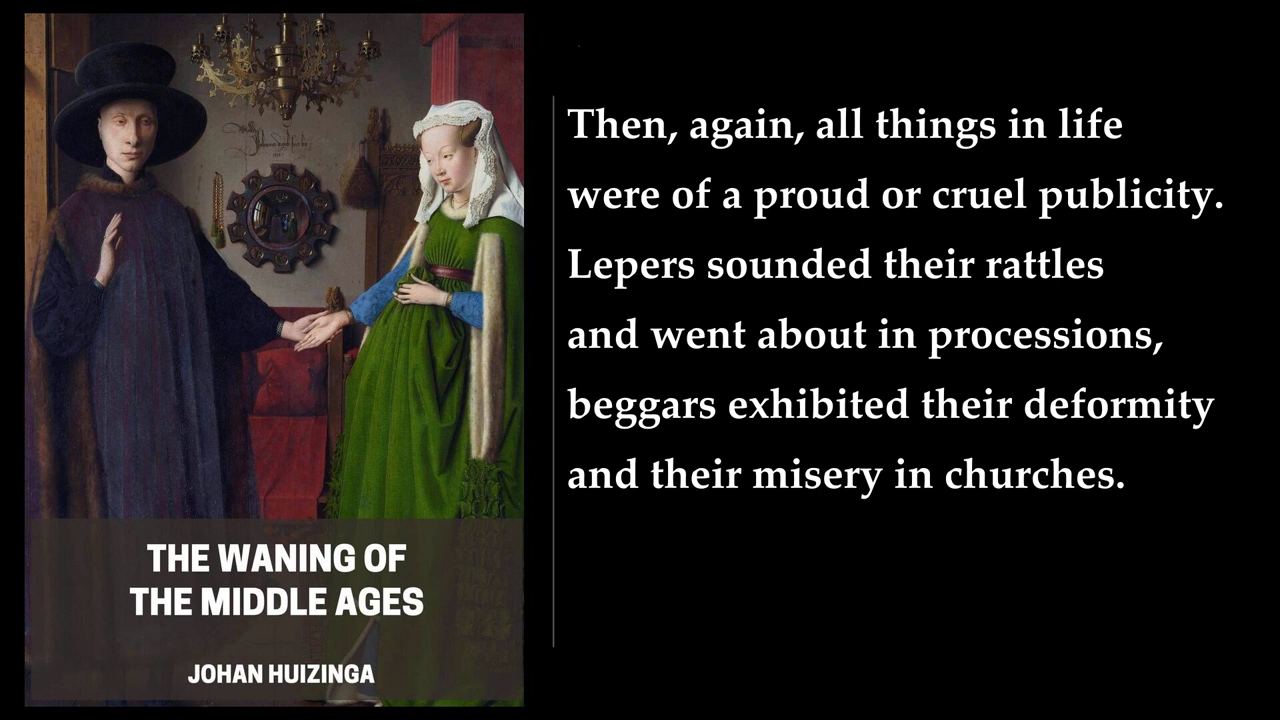 THE WANING OF
THE MIDDLE AGES
JOHAN HUIZINGA
Then, again, all things in life
were of a proud or cruel publicity.
Lepers sounded their rattles
and went about in processions,
beggars exhibited their deformity
and their misery in churches.